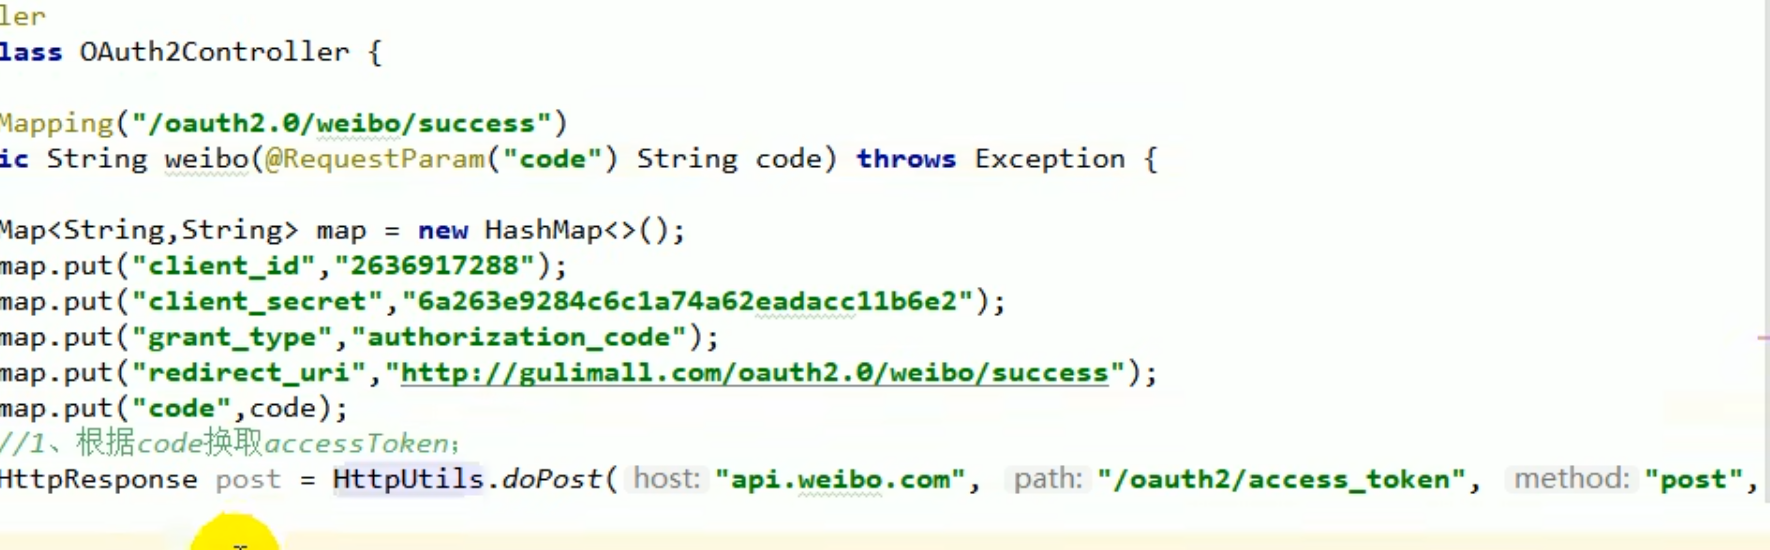 ler
lass OAuth2Controller {
Mapping("/oauth2.0/weibo/success")
ic String weibo(@RequestParam("code") String code) throws Exception {
Map<String,String> map = new HashMap<>();
map.put("client_id","2636917288");
map.put("client_secret","6a263e9284c6c1a74a62eadacc11b6e2");
map.put("grant_type","authorization_code");
map.put("redirect_uri","http://gulimall.com/oauth2.0/weibo/success");
map.put("code",code);
//1、根据code换取accessToken;
HttpResponse post = HttpUtils.doPost( host: "api.weibo.com", path: "/oauth2/access_token", method: "post",